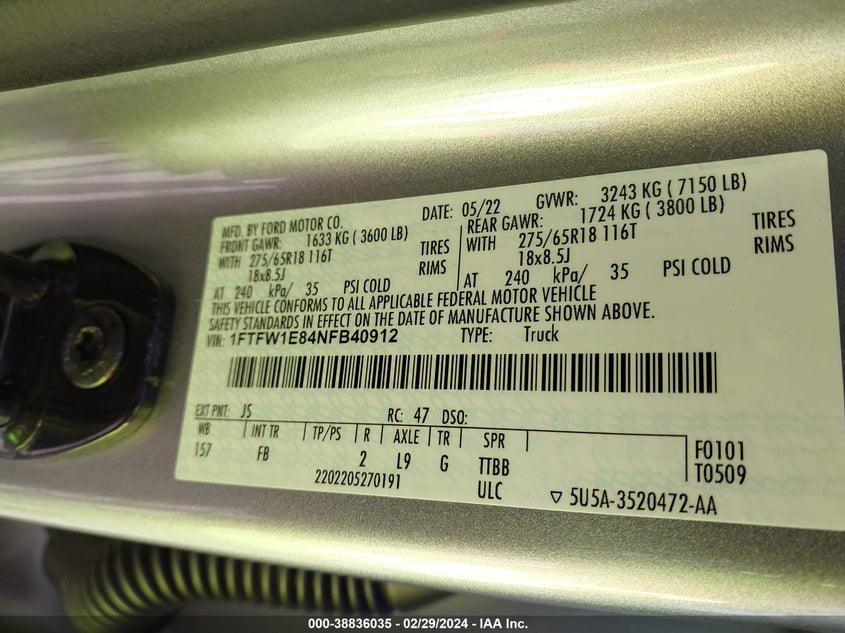 MFD. BY FORD MOTOR CO.
DATE: 05/22 GVWR: 3243 KG ( 7150 LB)
FRONT GAWR: 1633 KG ( 3600 LB) REAR GAWR: 1724 KG ( 3800 LB)
WITH 275/65R18 116T TIRES WITH 275/65R18 116T TIRES
18x8.5J RIMS 18x8.5J RIMS
AT 240 kPa/ 35 PSI COLD AT 240 kPa/ 35 PSI COLD
THIS VEHICLE CONFORMS TO ALL APPLICABLE FEDERAL MOTOR VEHICLE
SAFETY STANDARDS IN EFFECT ON THE DATE OF MANUFACTURE SHOWN ABOVE.
VIN: 1FTFW1E84NFB40912 TYPE: Truck
EXT PNT: JS RC: 47 DSO:
WB INT TR TP/PS R AXLE TR SPR
157 FB 2 L9 G TTBB
F0101
T0509
2202205270191 ULC
5U5A-3520472-AA
000-38836035 - 02/29/2024 - IAA Inc.